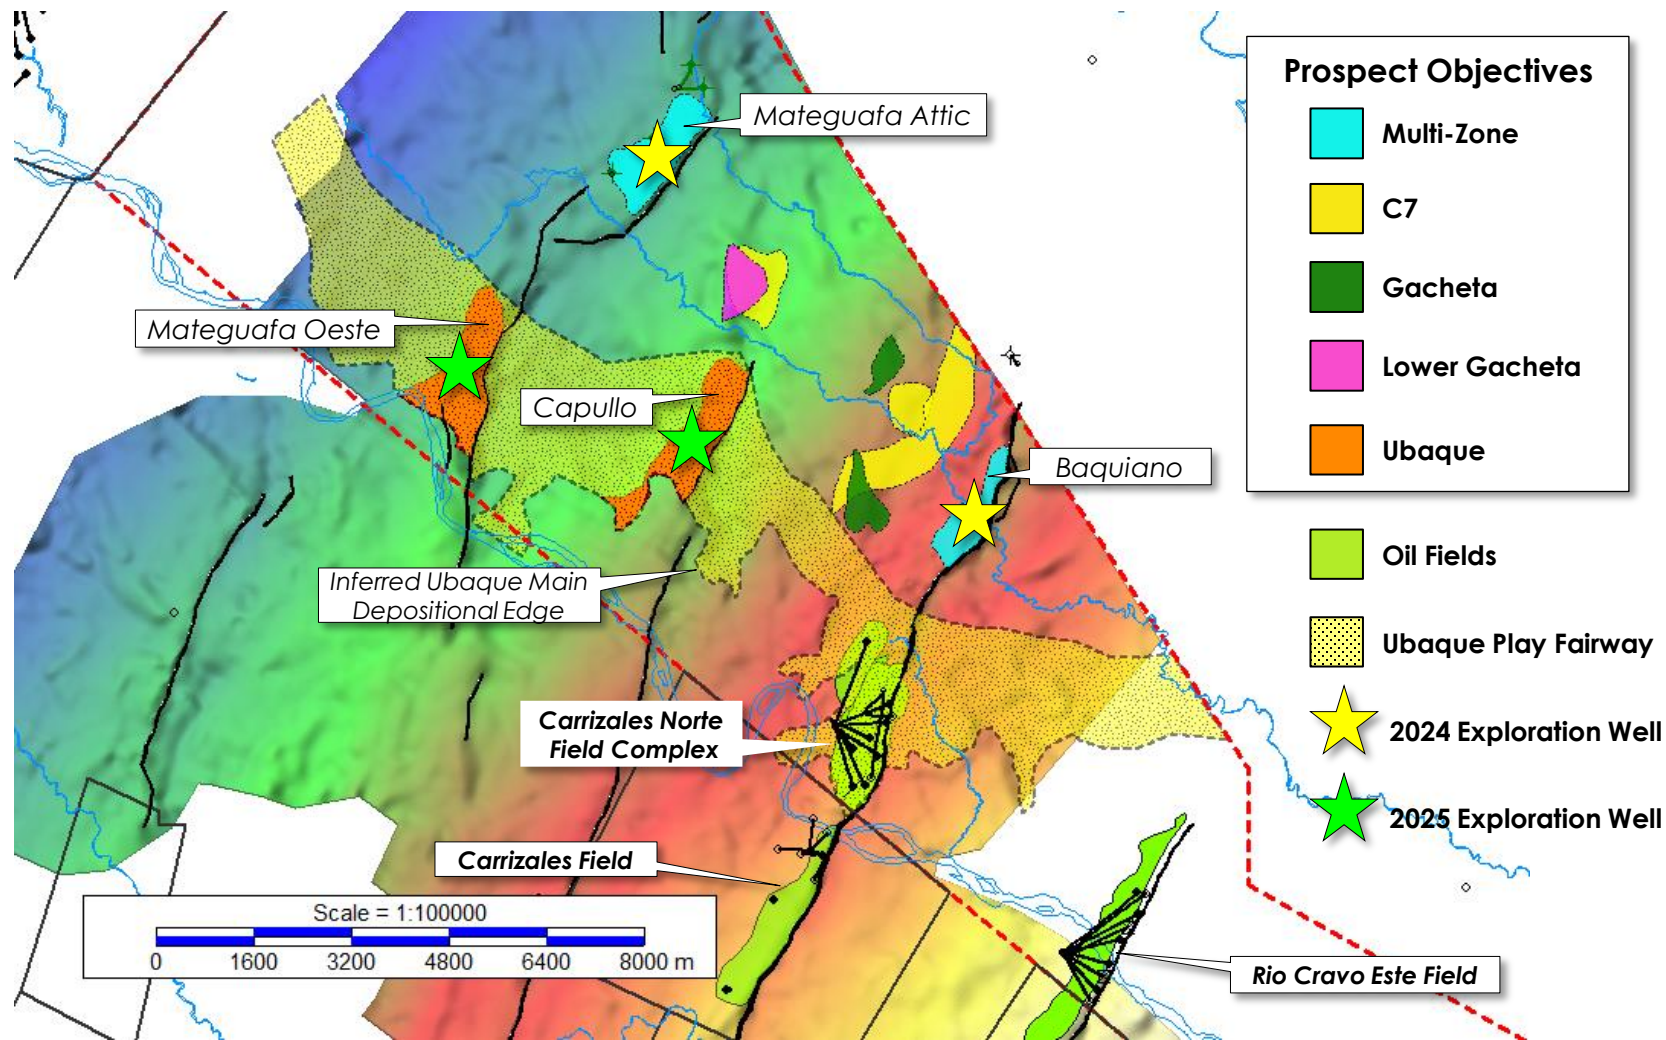 Prospect Objectives
Multi-Zone
C7
Gacheta
Lower Gacheta
Ubaque
Oil Fields
Ubaque Play Fairway
2024 Exploration Well
2025 Exploration Well
Mateguafa Attic
Mateguafa Oeste
Capullo
Baquiano
Inferred Ubaque Main
Depositional Edge
Carrizales Norte
Field Complex
Carrizales Field
Rio Cravo Este Field
Scale = 1:100000
0 1600 3200 4800 6400 8000 m